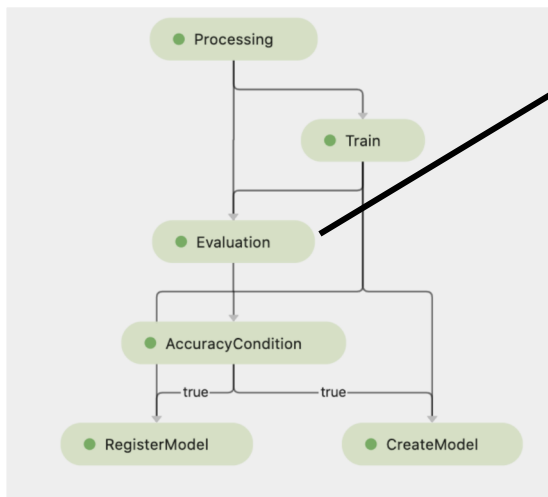 Processing
Train
Evaluation
AccuracyCondition
true
true
RegisterModel
CreateModel